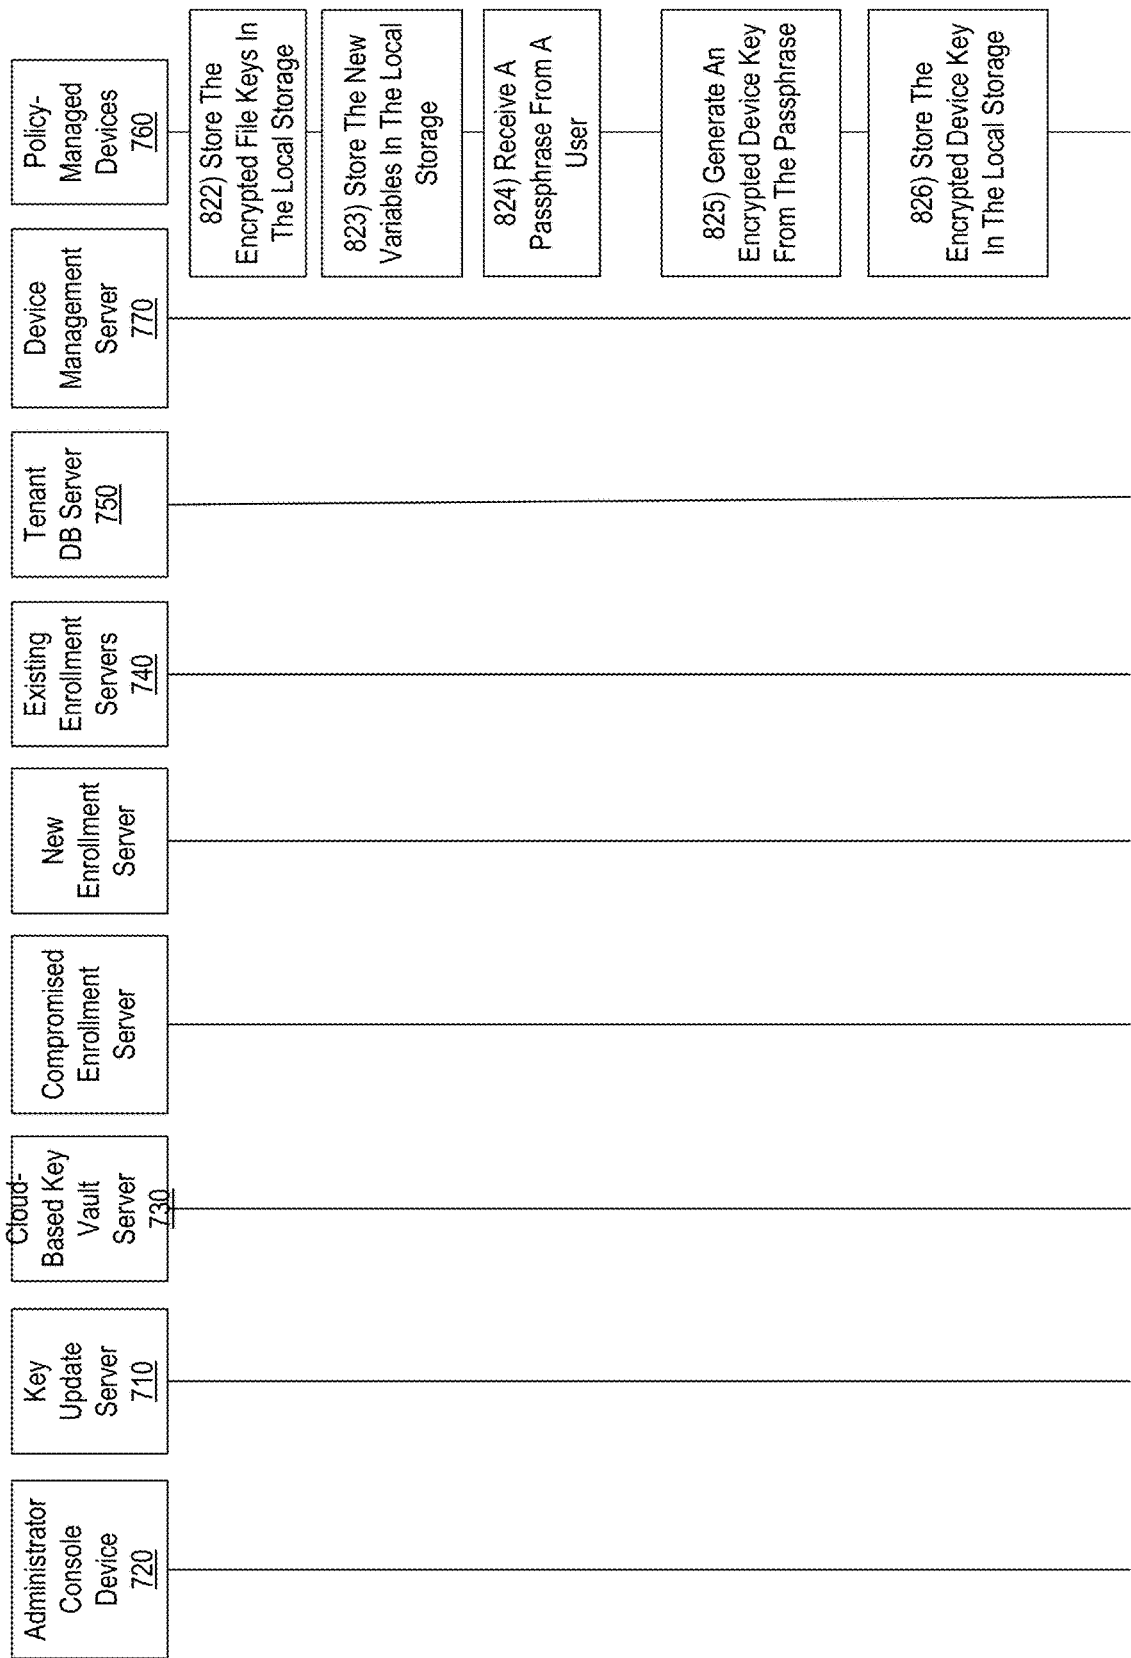 Administrator
Console
Device
720
Key
Update
Server
710
Cloud-
Based Key
Vault
Server
730
Compromised
Enrollment
Server
New
Enrollment
Server
Existing
Enrollment
Servers
740
Tenant
DB Server
750
Device
Management
Server
770
Policy-
Managed
Devices
760
822) Store The
Encrypted File Keys In
The Local Storage
823) Store The New
Variables In The Local
Storage
824) Receive A
Passphrase From A
User
825) Generate An
Encrypted Device Key
From The Passphrase
826) Store The
Encrypted Device Key
In The Local Storage